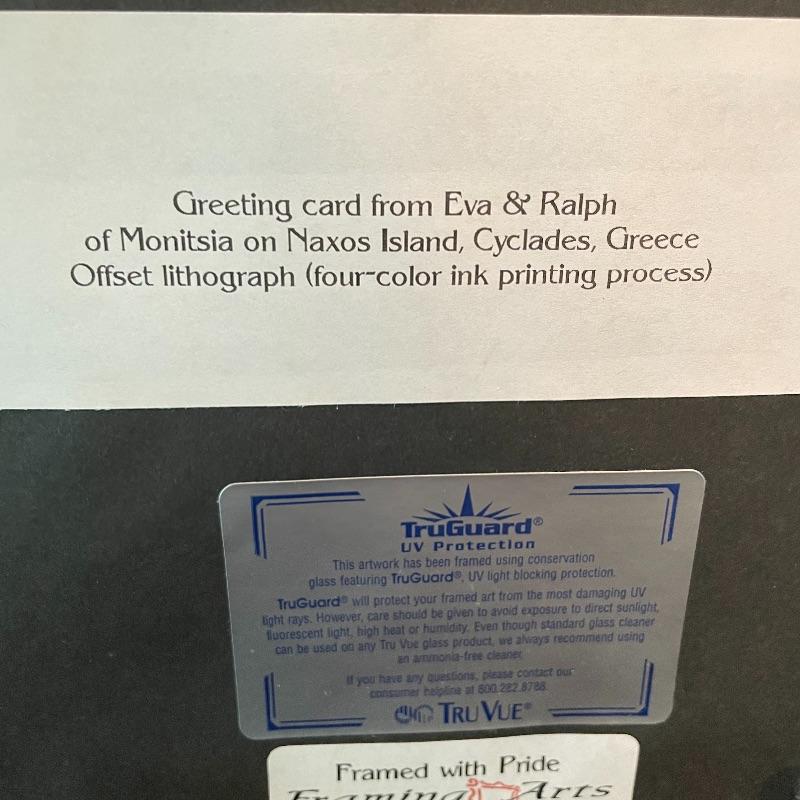 Greeting card from Eva & Ralph
of Monitsia on Naxos Island, Cyclades, Greece
Offset lithograph (four-color ink printing process)
TruGuard®
UV Protection
This artwork has been framed using conservation
glass featuring TruGuard®, UV light blocking protection.
TruGuard® will protect your framed art from the most damaging UV
light rays. However, care should be given to avoid exposure to direct sunlight,
fluorescent light, high heat or humidity. Even though standard glass cleaner
can be used on any Tru Vue glass product, we always recommend using
an ammonia-free cleaner.
If you have any questions, please contact our
consumer helpline at 800.282.8788
TRU VUE®
Framed with Pride
Framing Arts